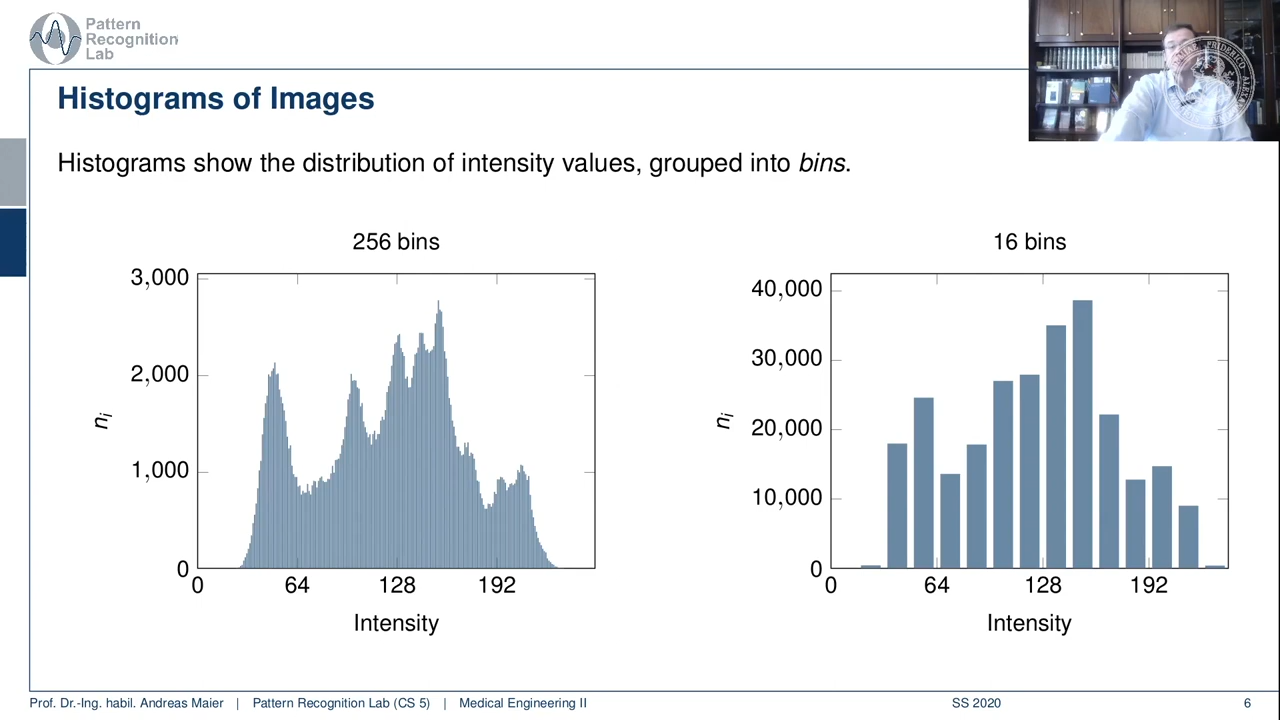 Pattern
Recognition
Lab
Histograms of Images
Histograms show the distribution of intensity values, grouped into bins.
256 bins
3,000
2,000
1,000
0
n_i
0 64 128 192
Intensity
16 bins
40,000
30,000
20,000
10,000
0
n_i
0 64 128 192
Intensity
Prof. Dr.-Ing. habil. Andreas Maier | Pattern Recognition Lab (CS 5) | Medical Engineering II SS 2020 6